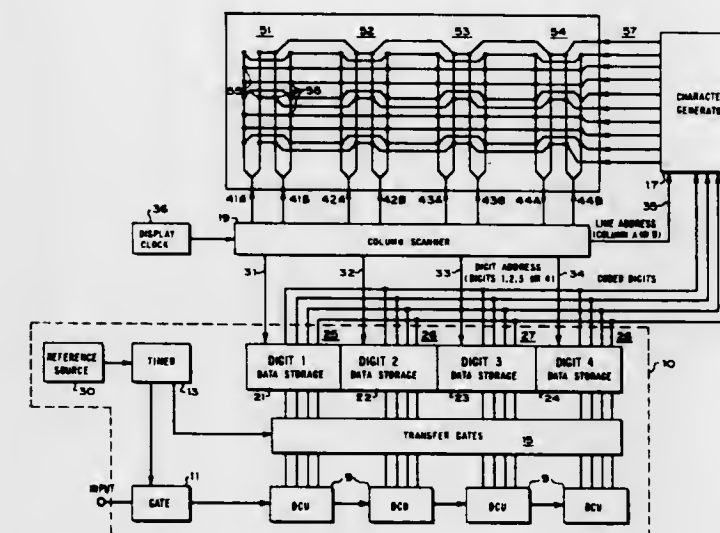 51 52 53 54 57
55 56
CHARACTE
GENERATOR
17
35
41A 41B 42A 42B 43A 43B 44A 44B
36
DISPLAY
CLOCK
19
COLUMN SCANNER
LINE ADDRESS
(COLUMN A AND B)
31 32 33 34
DIGIT ADDRESS
(DIGITS 1,2,3 OR 4)
CODED DIGITS
25 26 27 28
10
REFERENCE
SOURCE
30
TIMER
13
DIGIT 1
DATA STORAGE
DIGIT 2
DATA STORAGE
DIGIT 3
DATA STORAGE
DIGIT 4
DATA STORAGE
21 22 23 24
TRANSFER GATES 15
INPUT
11
GATE
9 9
DCU DCU DCU DCU